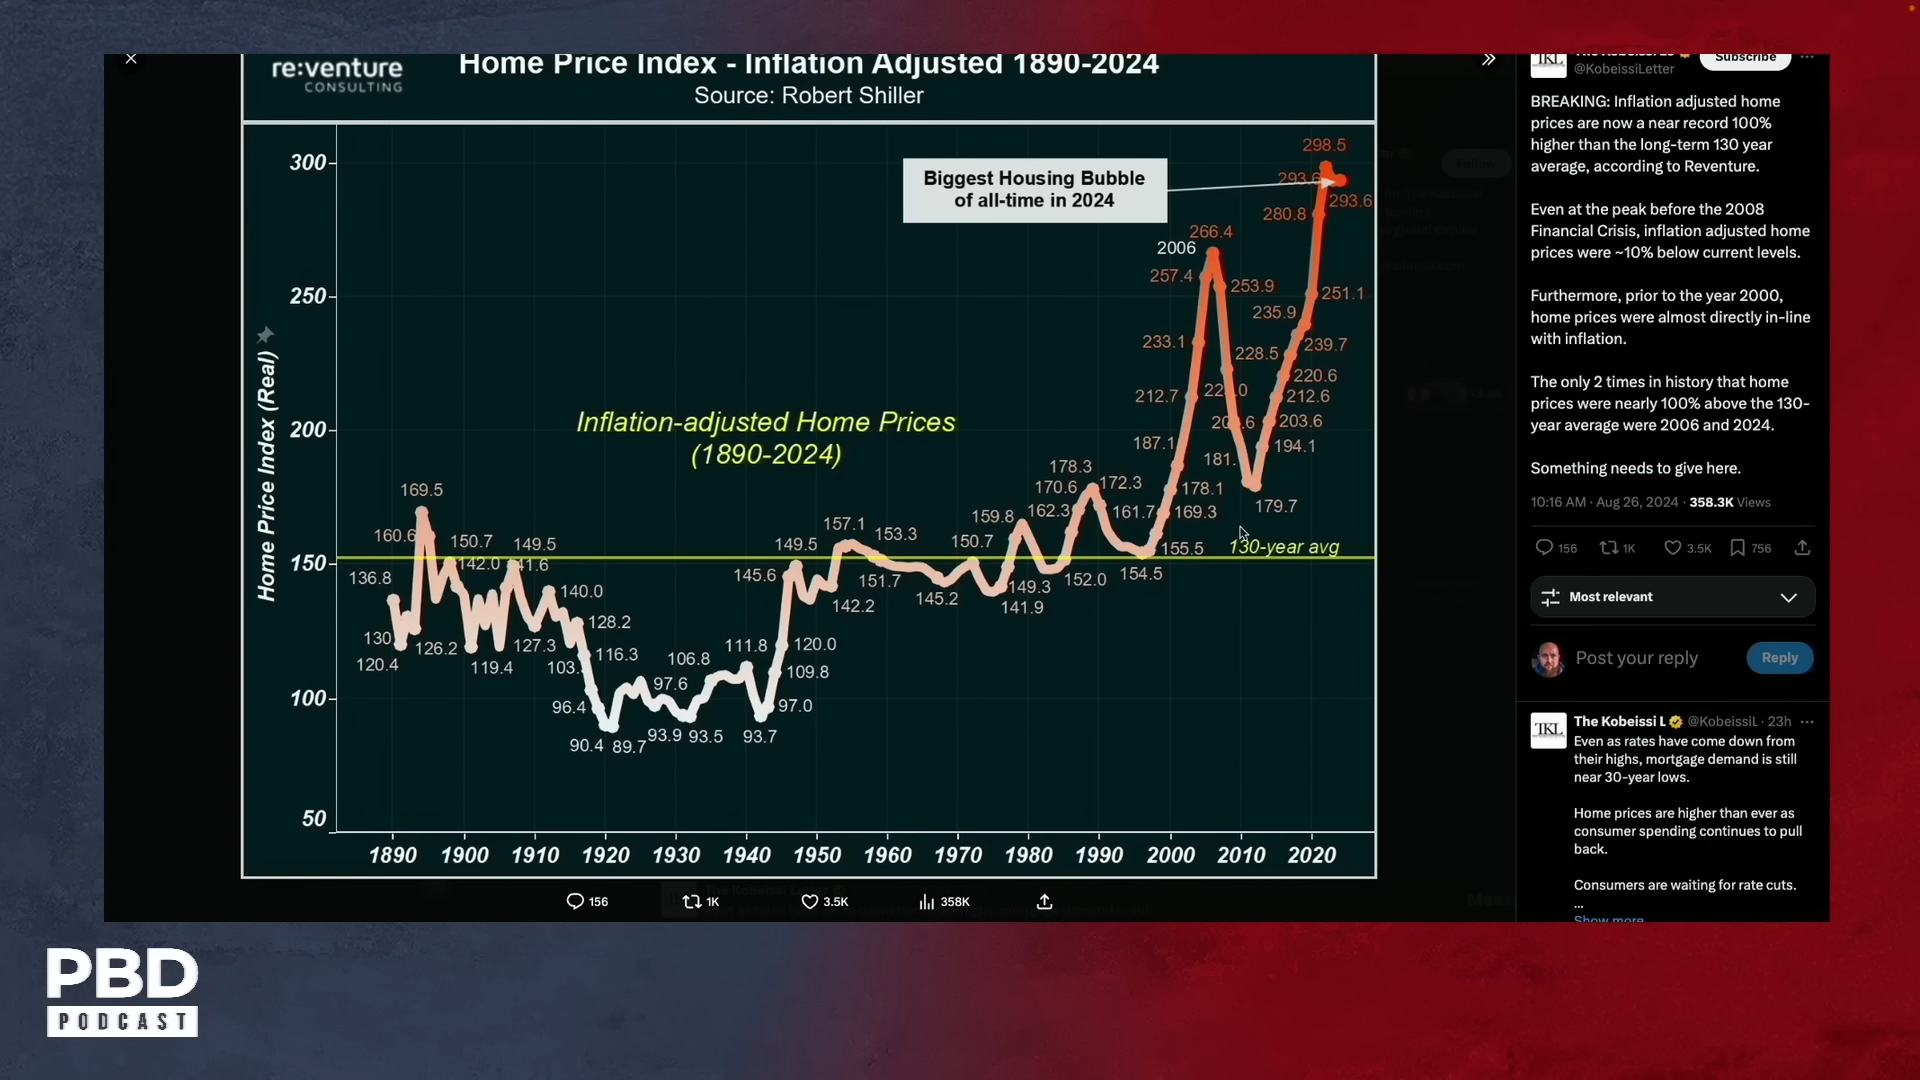 re:venture
CONSULTING
Home Price Index - Inflation Adjusted 1890-2024
Source: Robert Shiller
Home Price Index (Real)
300
250
200
150
100
50
1890 1900 1910 1920 1930 1940 1950 1960 1970 1980 1990 2000 2010 2020
Inflation-adjusted Home Prices
(1890-2024)
Biggest Housing Bubble
of all-time in 2024
130-year avg
136.8
130
120.4
160.6
169.5
126.2
150.7
142.0
119.4
149.5
41.6
127.3
140.0
103.
128.2
116.3
96.4
90.4
89.7
97.6
93.9
106.8
93.5
111.8
93.7
97.0
109.8
120.0
145.6
149.5
142.2
157.1
153.3
151.7
145.2
150.7
141.9
149.3
159.8
152.0
162.3
170.6
178.3
172.3
161.7
154.5
155.5
169.3
178.1
187.1
212.7
233.1
257.4
2006
266.4
253.9
228.5
181.
179.7
194.1
203.6
212.6
220.6
235.9
239.7
251.1
280.8
298.5
293.6
293.6
156 1K 3.5K 358K
Subscribe
@KobeissiLetter
BREAKING: Inflation adjusted home
prices are now a near record 100%
higher than the long-term 130 year
average, according to Reventure.
Even at the peak before the 2008
Financial Crisis, inflation adjusted home
prices were ~10% below current levels.
Furthermore, prior to the year 2000,
home prices were almost directly in-line
with inflation.
The only 2 times in history that home
prices were nearly 100% above the 130-
year average were 2006 and 2024.
Something needs to give here.
10:16 AM · Aug 26, 2024 · 358.3K Views
156 1K 3.5K 756
Most relevant
Post your reply
Reply
TKL
The Kobeissi L @KobeissiL · 23h
Even as rates have come down from
their highs, mortgage demand is still
near 30-year lows.
Home prices are higher than ever as
consumer spending continues to pull
back.
Consumers are waiting for rate cuts.
...
Show more
PBD
PODCAST